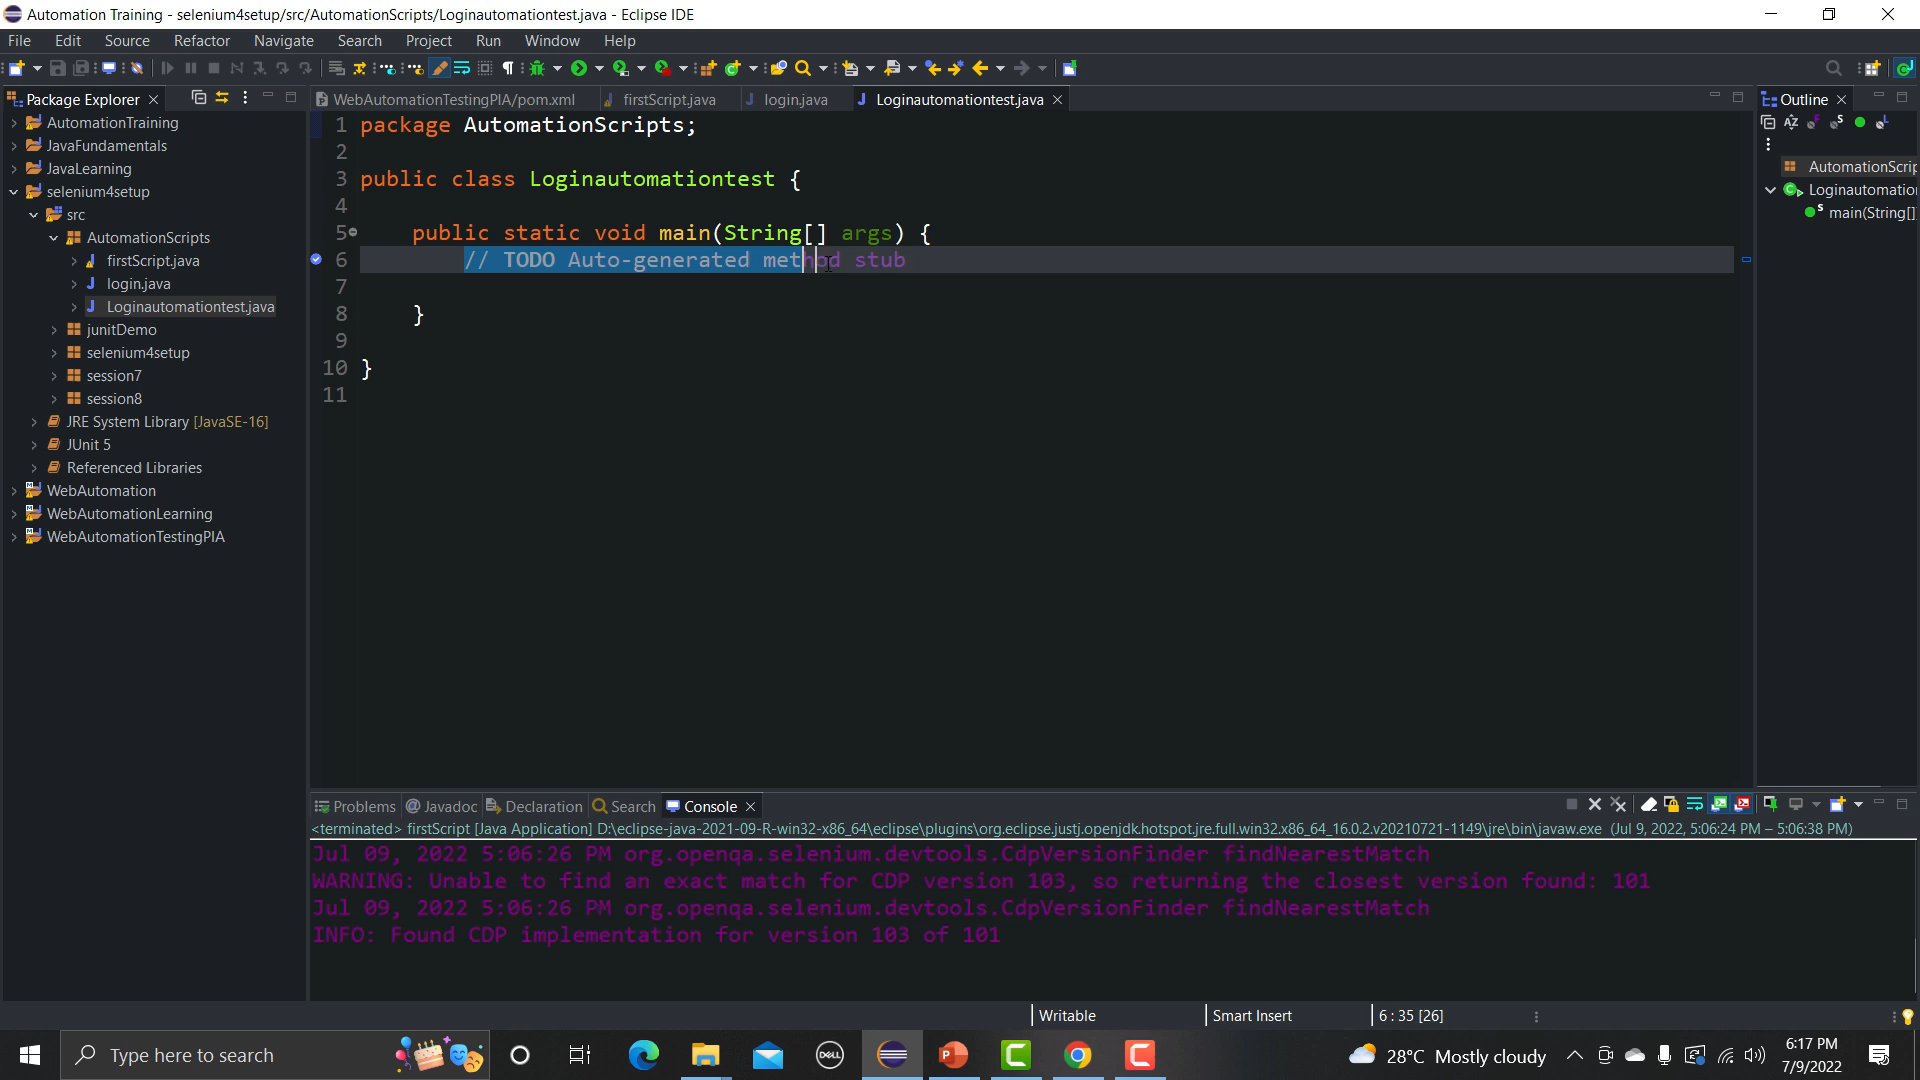 Automation Training - selenium4setup/src/AutomationScripts/Loginautomationtest.java - Eclipse IDE
File Edit Source Refactor Navigate Search Project Run Window Help
Package Explorer
WebAutomationTestingPIA/pom.xml firstScript.java login.java Loginautomationtest.java
Outline
AutomationTraining
JavaFundamentals
JavaLearning
selenium4setup
src
AutomationScripts
firstScript.java
login.java
Loginautomationtest.java
junitDemo
selenium4setup
session7
session8
JRE System Library [JavaSE-16]
JUnit 5
Referenced Libraries
WebAutomation
WebAutomationLearning
WebAutomationTestingPIA
1 package AutomationScripts;
2
3 public class Loginautomationtest {
4
5 public static void main(String[] args) {
6 // TODO Auto-generated method stub
7
8 }
9
10 }
11
AutomationScrip
Loginautomatio
main(String[]
Problems Javadoc Declaration Search Console
<terminated> firstScript [Java Application] D:\eclipse-java-2021-09-R-win32-x86_64\eclipse\plugins\org.eclipse.justj.openjdk.hotspot.jre.full.win32.x86_64_16.0.2.v20210721-1149\jre\bin\javaw.exe (Jul 9, 2022, 5:06:24 PM – 5:06:38 PM)
Jul 09, 2022 5:06:26 PM org.openqa.selenium.devtools.CdpVersionFinder findNearestMatch
WARNING: Unable to find an exact match for CDP version 103, so returning the closest version found: 101
Jul 09, 2022 5:06:26 PM org.openqa.selenium.devtools.CdpVersionFinder findNearestMatch
INFO: Found CDP implementation for version 103 of 101
Writable Smart Insert 6 : 35 [26]
Type here to search
DELL
28°C Mostly cloudy
6:17 PM
7/9/2022